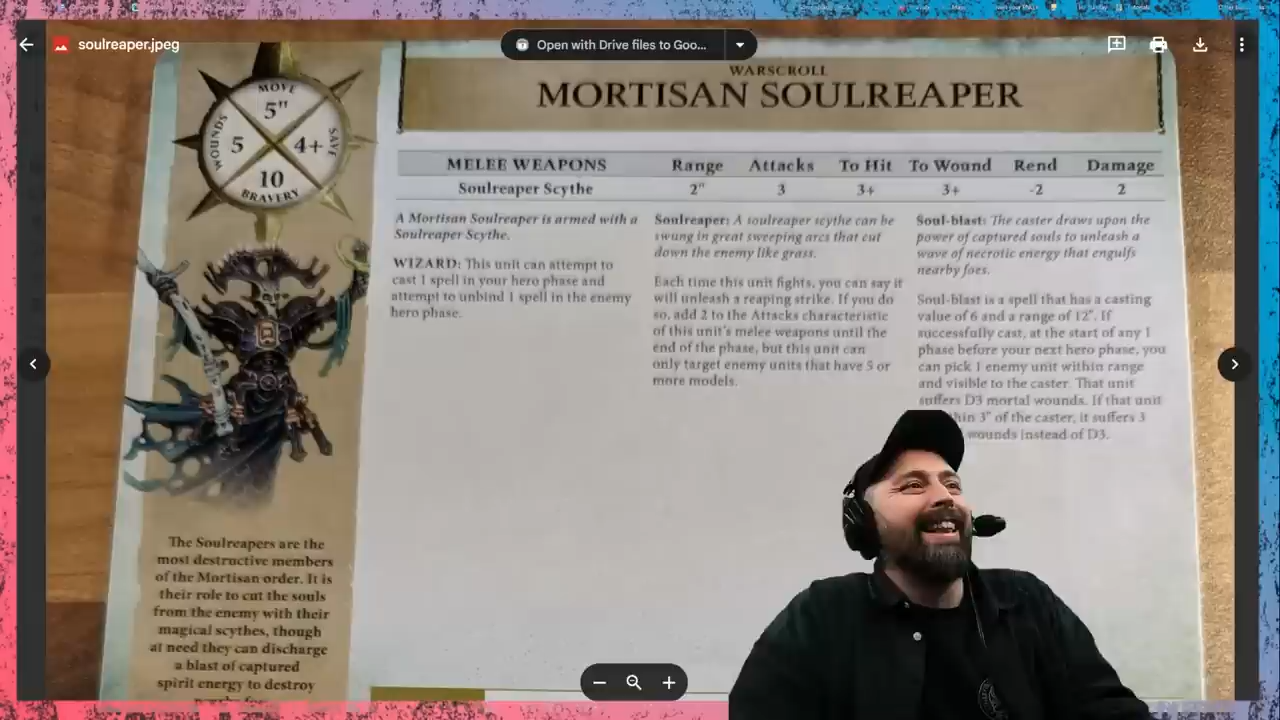 soulreaper.jpeg
Open with Drive files to Goo...
WARSCROLL
MORTISAN SOULREAPER
MOVE
5"
WOUNDS
5
4+
SAVE
10
BRAVERY
MELEE WEAPONS Range Attacks To Hit To Wound Rend Damage
Soulreaper Scythe 2" 3 3+ 3+ -2 2
A Mortisan Soulreaper is armed with a
Soulreaper Scythe.
WIZARD: This unit can attempt to
cast 1 spell in your hero phase and
attempt to unbind 1 spell in the enemy
hero phase.
Soulreaper: A soulreaper scythe can be
swung in great sweeping arcs that cut
down the enemy like grass.
Each time this unit fights, you can say it
will unleash a reaping strike. If you do
so, add 2 to the Attacks characteristic
of this unit's melee weapons until the
end of the phase, but this unit can
only target enemy units that have 5 or
more models.
Soul-blast: The caster draws upon the
power of captured souls to unleash a
wave of necrotic energy that engulfs
nearby foes.
Soul-blast is a spell that has a casting
value of 6 and a range of 12". If
successfully cast, at the start of any 1
phase before your next hero phase, you
can pick 1 enemy unit within range
and visible to the caster. That unit
suffers D3 mortal wounds. If that unit
3" of the caster, it suffers 3
wounds instead of D3.
The Soulreapers are the
most destructive members
of the Mortisan order. It is
their role to cut the souls
from the enemy with their
magical scythes, though
at need they can discharge
a blast of captured
spirit energy to destroy